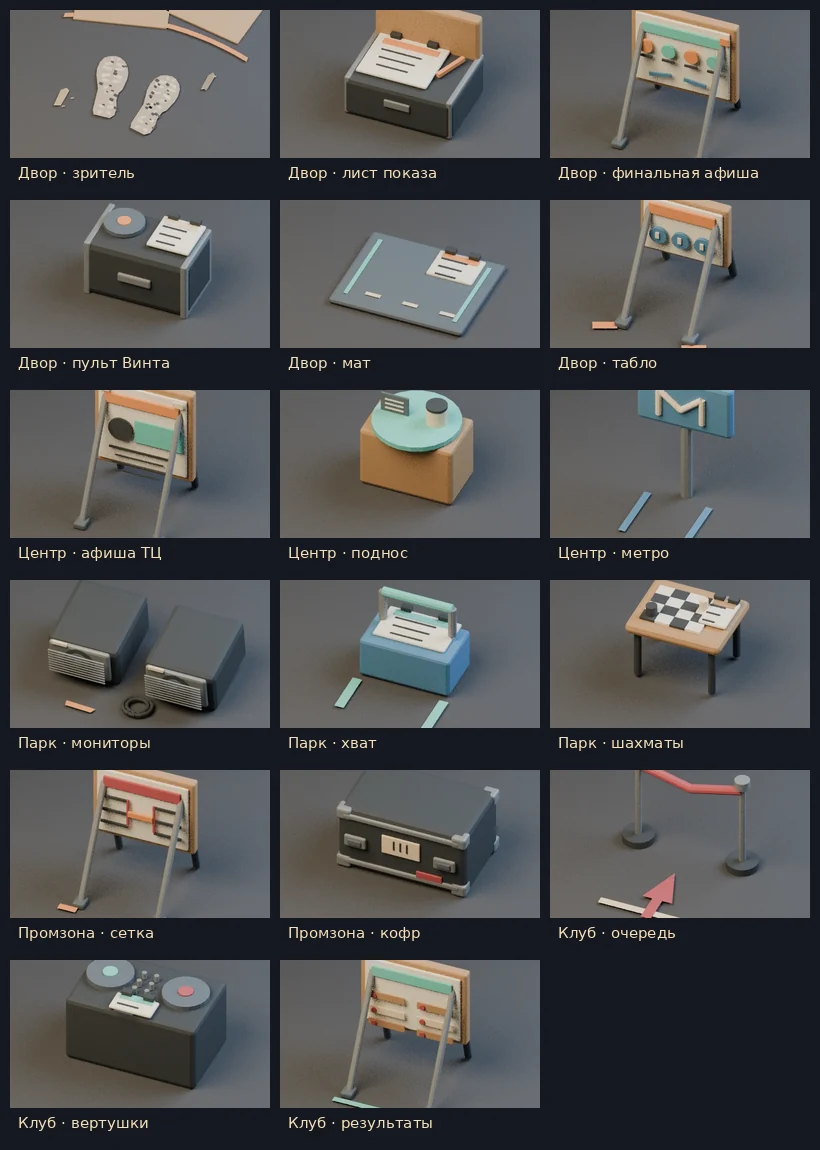 Двор · зритель
Двор · лист показа
Двор · финальная афиша
Двор · пульт Винта
Двор · мат
Двор · табло
M
Центр · афиша ТЦ
Центр · поднос
Центр · метро
Парк · мониторы
Парк · хват
Парк · шахматы
Промзона · сетка
Промзона · кофр
Клуб · очередь
Клуб · вертушки
Клуб · результаты